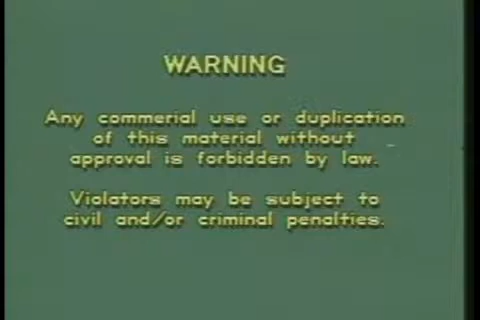 WARNING
Any commerial use or duplication
of this material without
approval is forbidden by law.
Violators may be subject to
civil and/or criminal penalties.